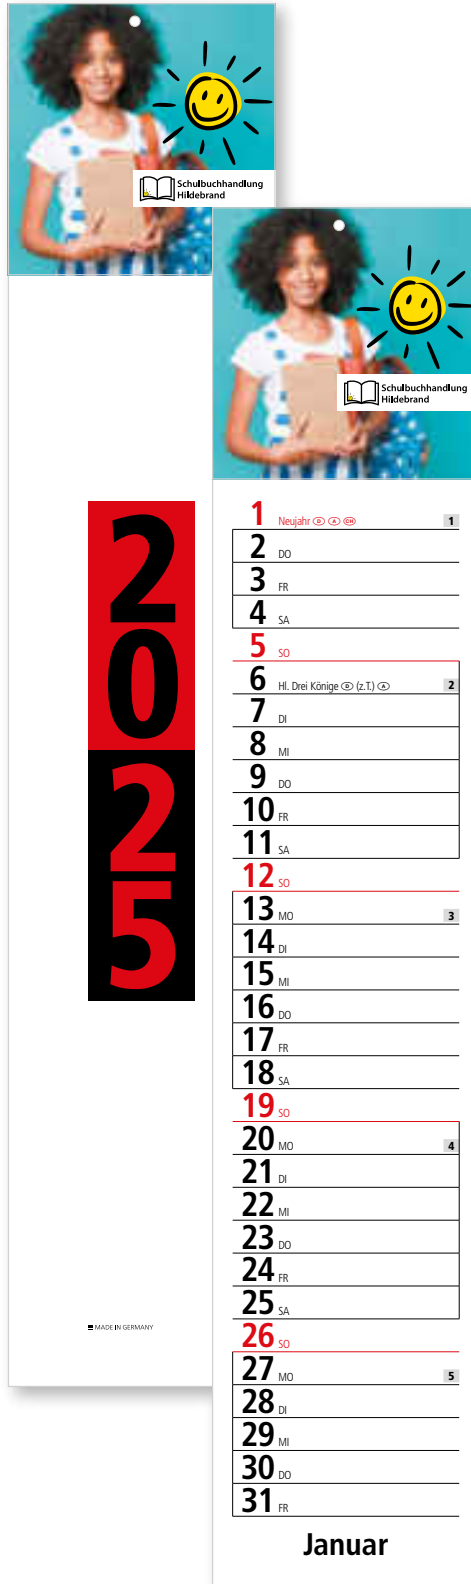 Schulbuchhandlung
Hildebrand
Schulbuchhandlung
Hildebrand
2
0
2
5
MADE IN GERMANY
1 Neujahr D A CH 1
2 DO
3 FR
4 SA
5 SO
6 Hl. Drei Könige D (z.T.) A 2
7 DI
8 MI
9 DO
10 FR
11 SA
12 SO
13 MO 3
14 DI
15 MI
16 DO
17 FR
18 SA
19 SO
20 MO 4
21 DI
22 MI
23 DO
24 FR
25 SA
26 SO
27 MO 5
28 DI
29 MI
30 DO
31 FR
Januar